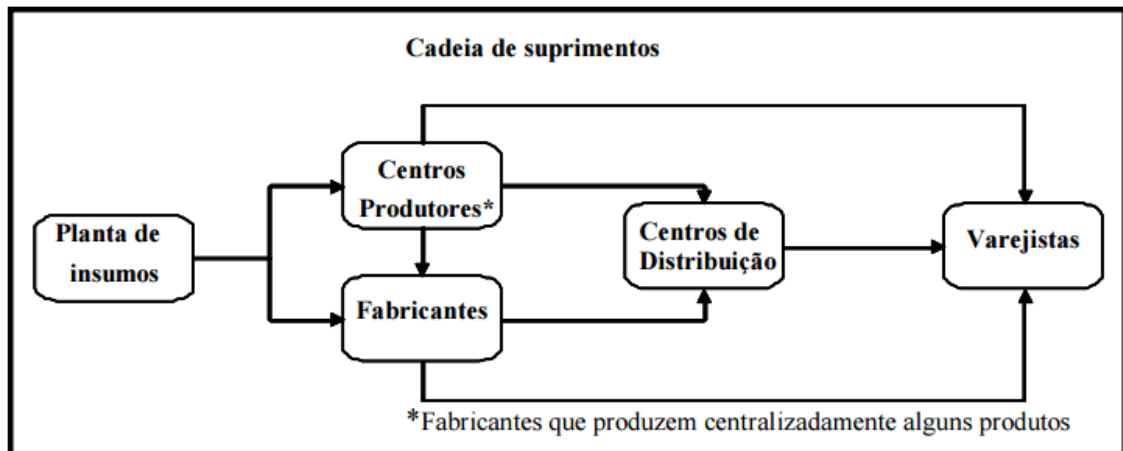 Cadeia de suprimentos
Centros
Produtores*
Planta de
insumos
Fabricantes
Centros de
Distribuição
Varejistas
*Fabricantes que produzem centralizadamente alguns produtos